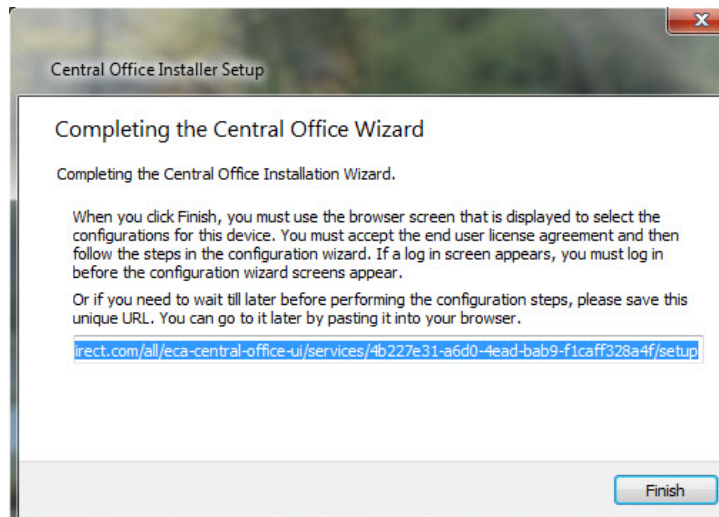 Central Office Installer Setup
Completing the Central Office Wizard
Completing the Central Office Installation Wizard.
When you click Finish, you must use the browser screen that is displayed to select the
configurations for this device. You must accept the end user license agreement and then
follow the steps in the configuration wizard. If a log in screen appears, you must log in
before the configuration wizard screens appear.
Or if you need to wait till later before performing the configuration steps, please save this
unique URL. You can go to it later by pasting it into your browser.
irect.com/all/eca-central-office-ui/services/4b227e31-a6d0-4ead-bab9-f1caff328a4f/setup
Finish